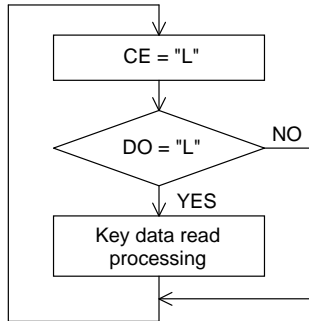 CE = "L"
DO = "L"
NO
YES
Key data read
processing